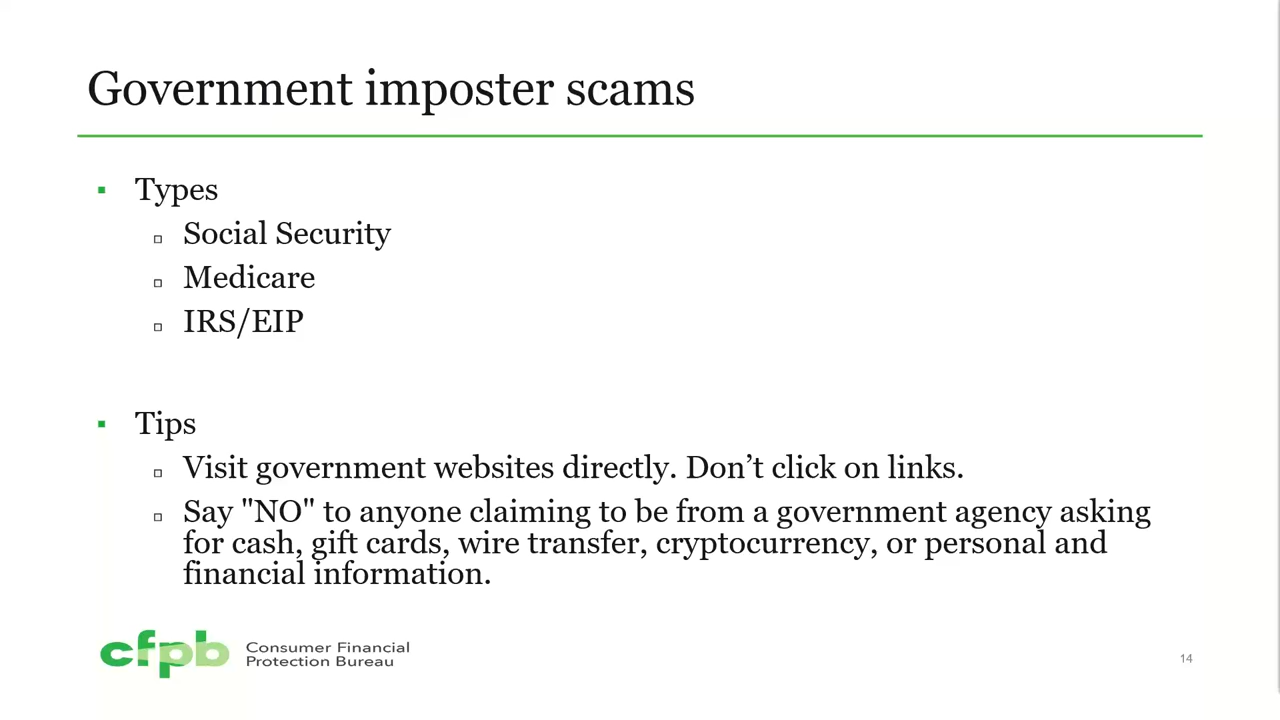 Government imposter scams
Types
Social Security
Medicare
IRS/EIP
Tips
Visit government websites directly. Don’t click on links.
Say "NO" to anyone claiming to be from a government agency asking
for cash, gift cards, wire transfer, cryptocurrency, or personal and
financial information.
cfpb Consumer Financial
Protection Bureau
14